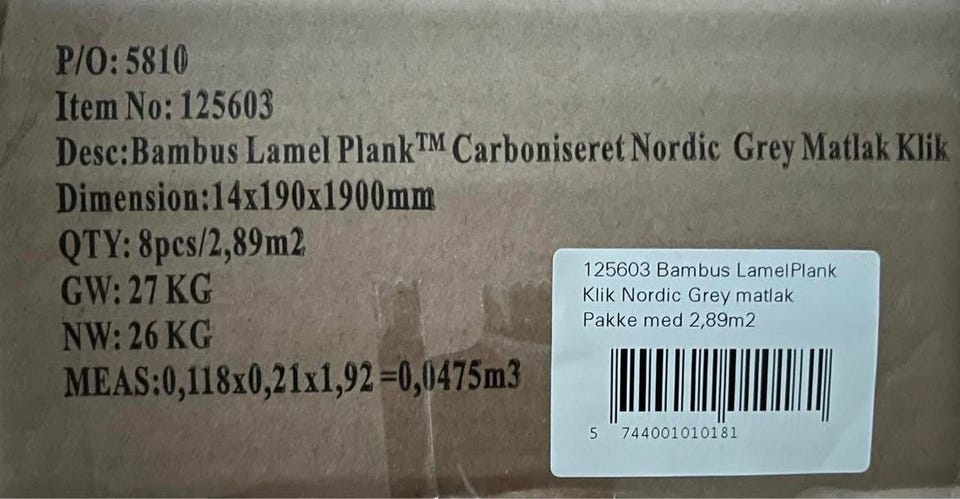 P/O: 5810
Item No: 125603
Desc:Bambus Lamel Plank™ Carboniseret Nordic Grey Matlak Klik
Dimension:14x190x1900mm
QTY: 8pcs/2,89m2
GW: 27 KG
NW: 26 KG
MEAS:0,118x0,21x1,92=0,0475m3
125603 Bambus LamelPlank
Klik Nordic Grey matlak
Pakke med 2,89m2
5 744001010181